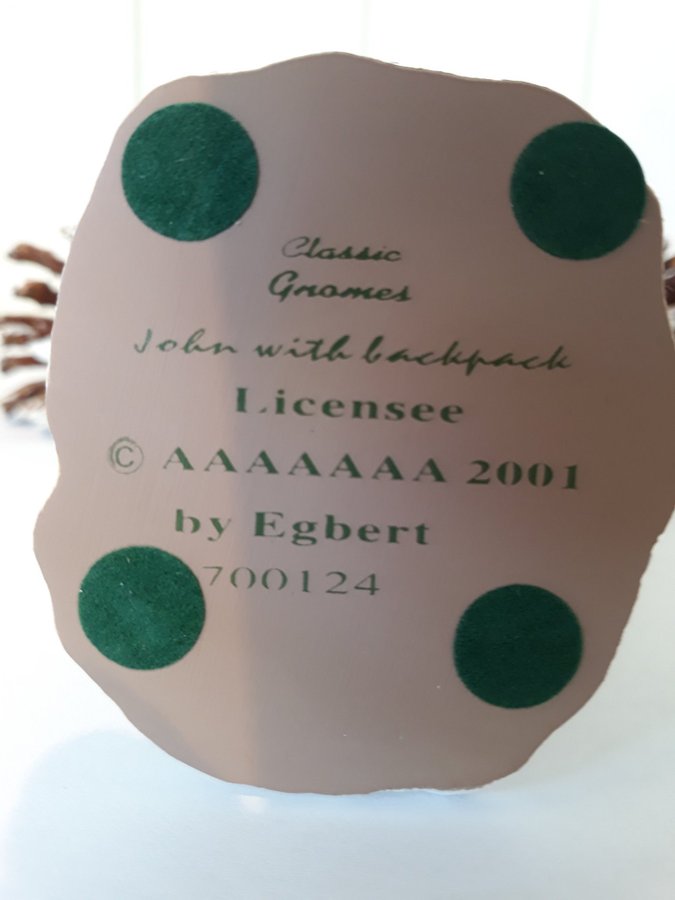 Classic
Gnomes
John with backpack
Licensee
© AAAAAAA 2001
by Egbert
700124